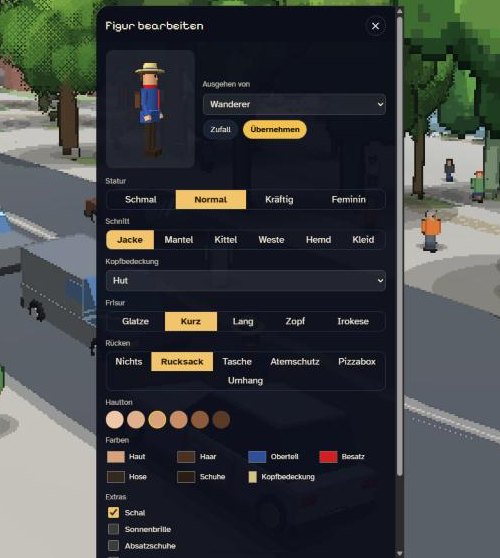 Figur bearbeiten
Ausgehen von
Wanderer
Zufall Übernehmen
Statur
Schmal Normal Kräftig Feminin
Schnitt
Jacke Mantel Kittel Weste Hemd Kleid
Kopfbedeckung
Hut
Frisur
Glatze Kurz Lang Zopf Irokese
Rücken
Nichts Rucksack Tasche Atemschutz Pizzabox
Umhang
Hautton
Farben
Haut Haar Oberteil Besatz
Hose Schuhe Kopfbedeckung
Extras
Schal
Sonnenbrille
Absatzschuhe